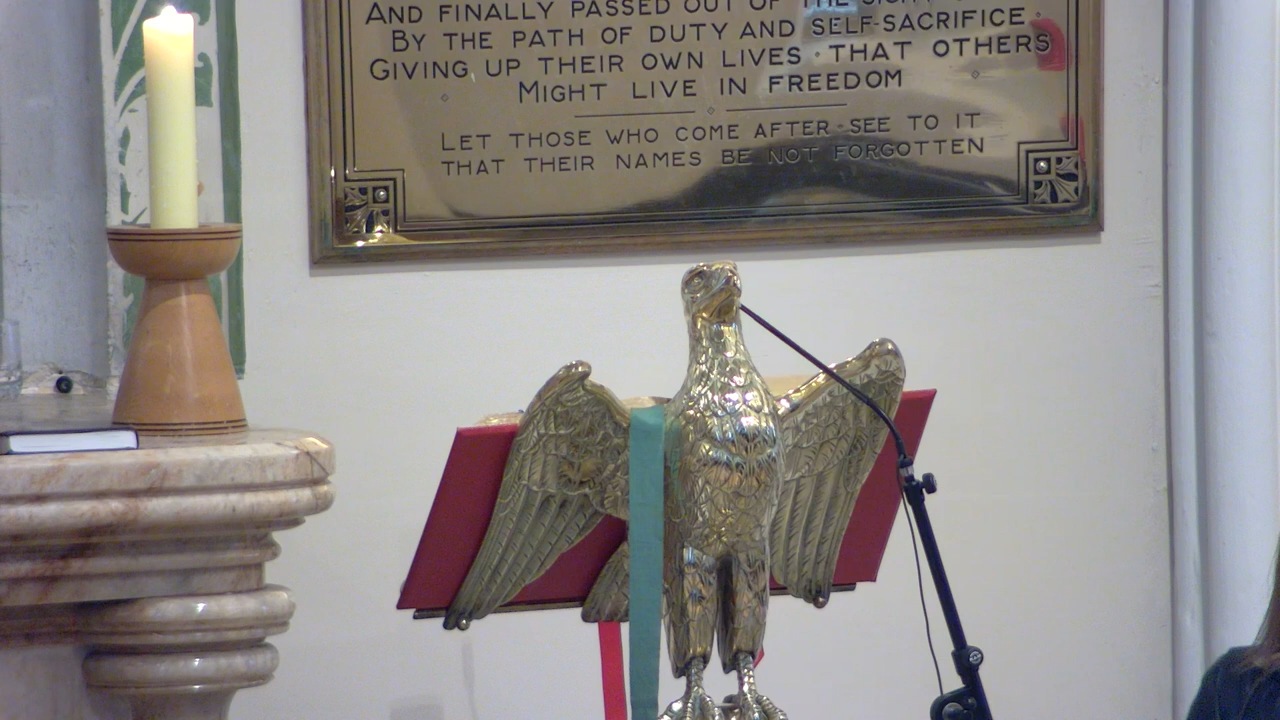 AND FINALLY PASSED OUT OF THE SIGHT
BY THE PATH OF DUTY AND SELF-SACRIFICE
GIVING UP THEIR OWN LIVES · THAT OTHERS
MIGHT LIVE IN FREEDOM
LET THOSE WHO COME AFTER · SEE TO IT
THAT THEIR NAMES BE NOT FORGOTTEN